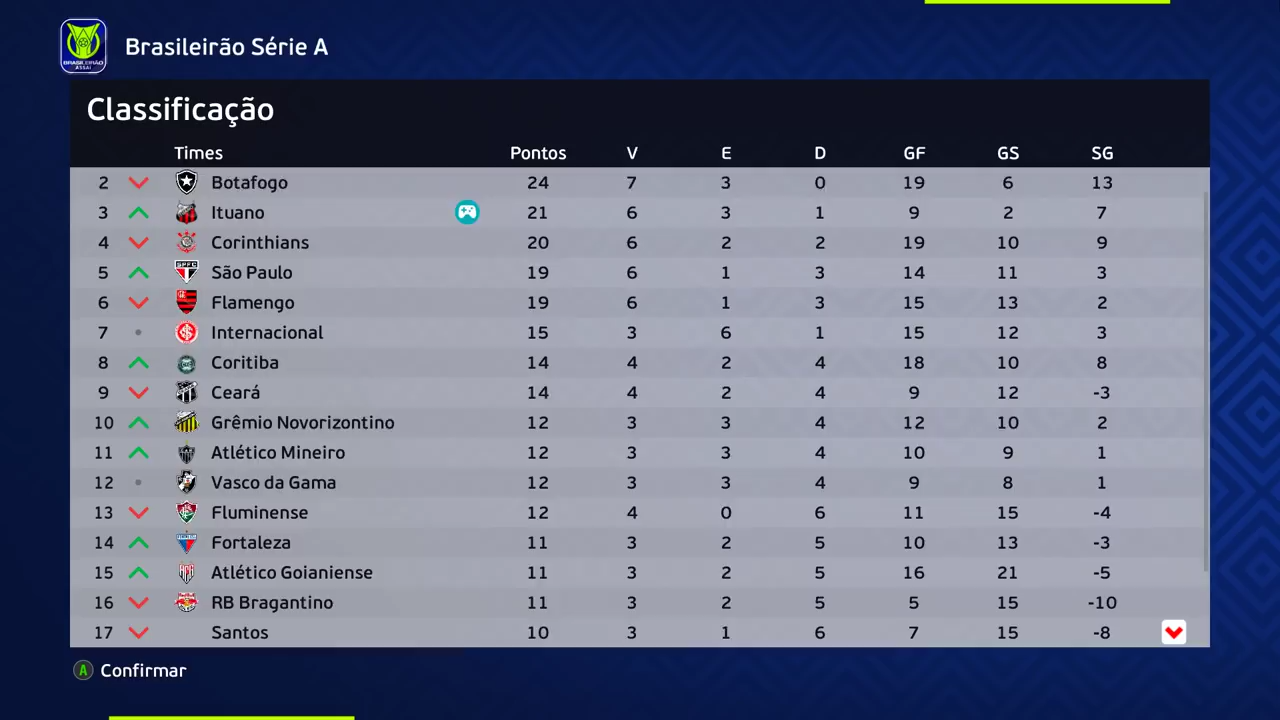 Brasileirão Série A
Classificação
Times Pontos V E D GF GS SG
2 Botafogo 24 7 3 0 19 6 13
3 Ituano 21 6 3 1 9 2 7
4 Corinthians 20 6 2 2 19 10 9
5 São Paulo 19 6 1 3 14 11 3
6 Flamengo 19 6 1 3 15 13 2
7 Internacional 15 3 6 1 15 12 3
8 Coritiba 14 4 2 4 18 10 8
9 Ceará 14 4 2 4 9 12 -3
10 Grêmio Novorizontino 12 3 3 4 12 10 2
11 Atlético Mineiro 12 3 3 4 10 9 1
12 Vasco da Gama 12 3 3 4 9 8 1
13 Fluminense 12 4 0 6 11 15 -4
14 Fortaleza 11 3 2 5 10 13 -3
15 Atlético Goianiense 11 3 2 5 16 21 -5
16 RB Bragantino 11 3 2 5 5 15 -10
17 Santos 10 3 1 6 7 15 -8
A Confirmar
BRASILEIRÃO
ASSAÍ
SPFC